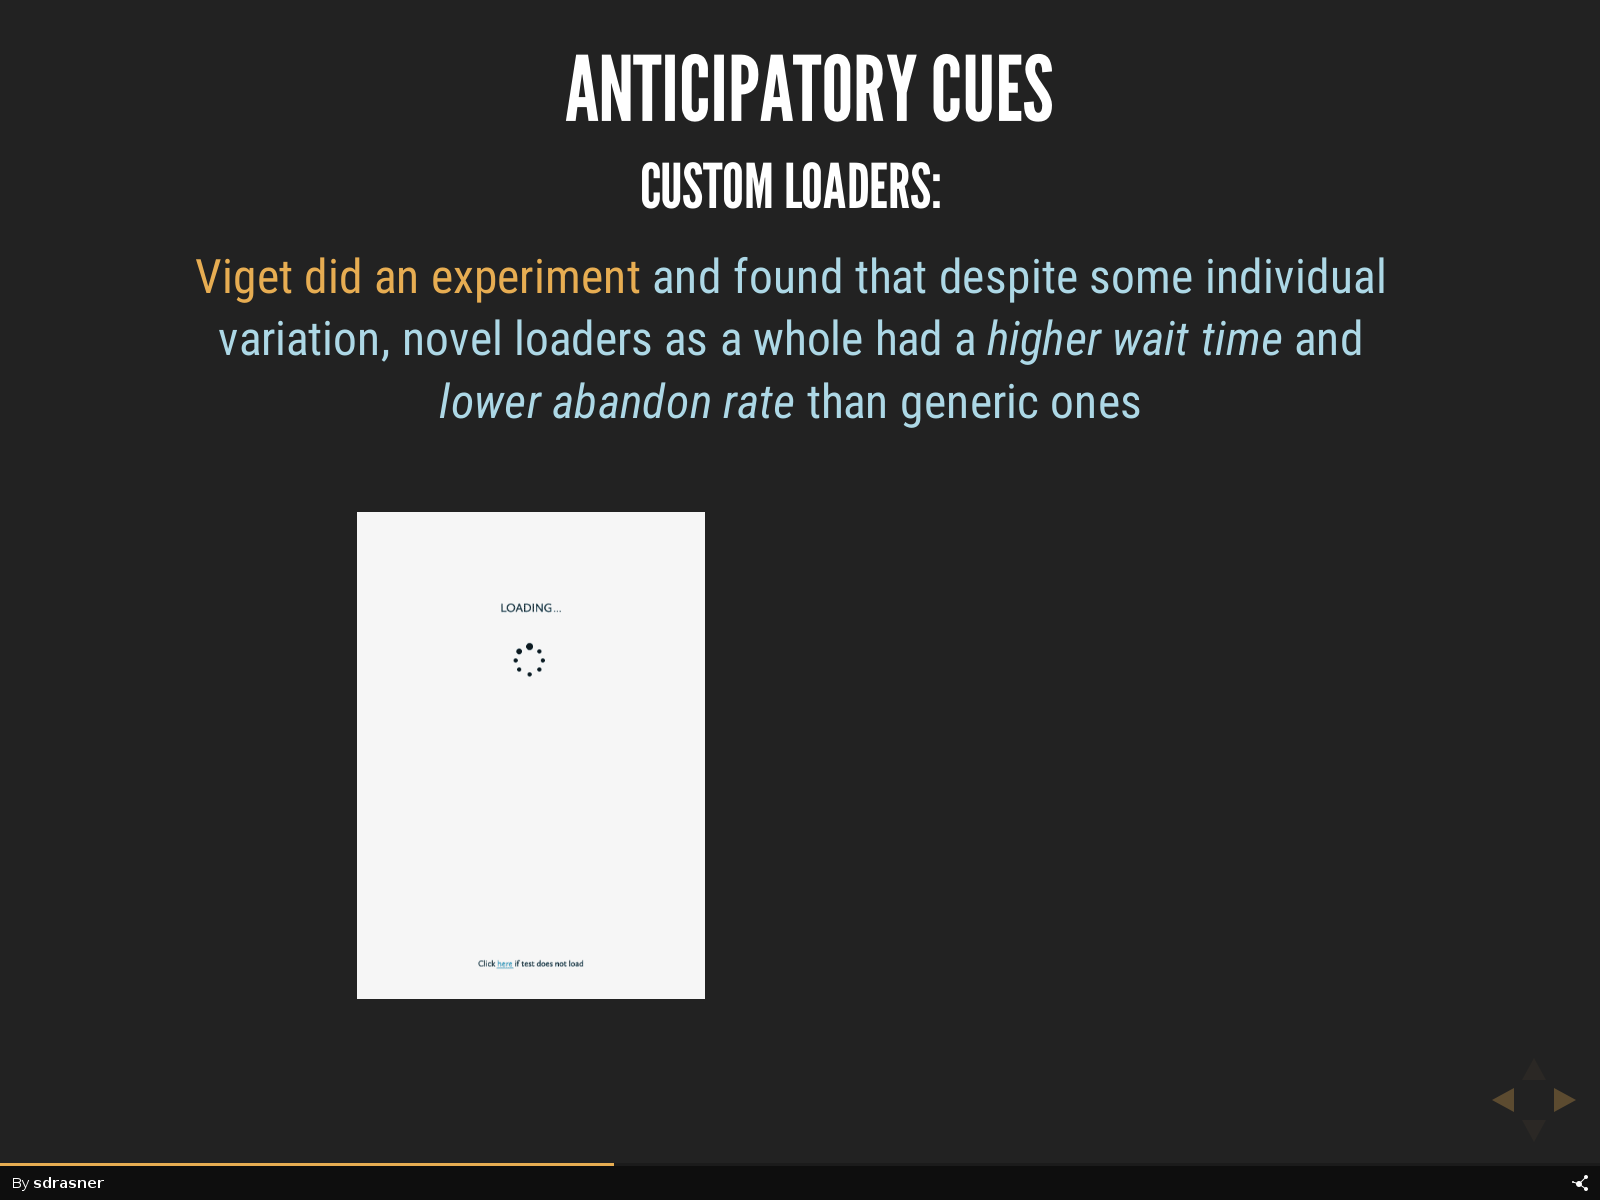 ANTICIPATORY CUES
CUSTOM LOADERS:
Viget did an experiment and found that despite some individual
variation, novel loaders as a whole had a higher wait time and
lower abandon rate than generic ones
LOADING...
Click here if test does not load
By sdrasner